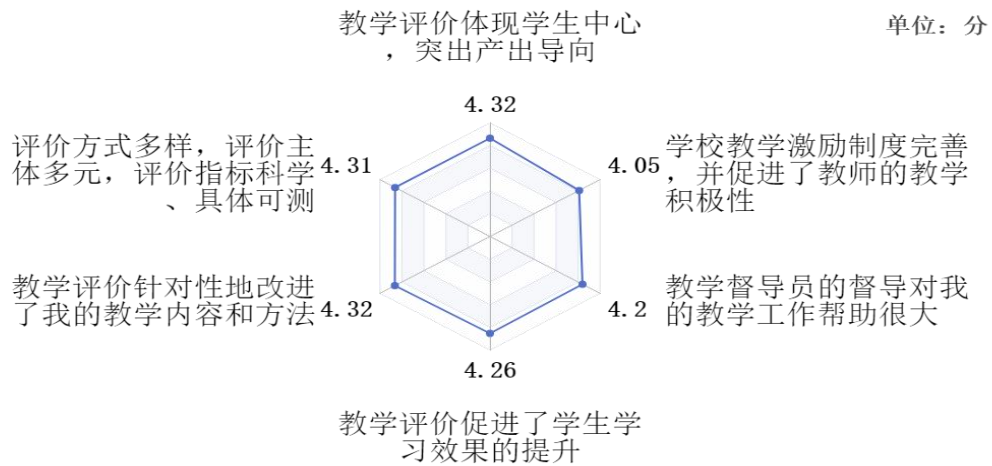 教学评价体现学生中心
，突出产出导向
单位：分
4.32
评价方式多样，评价主
体多元，评价指标科学
、具体可测
4.31
4.05
学校教学激励制度完善
，并促进了教师的教学
积极性
教学评价针对性地改进
了我的教学内容和方法
4.32
4.2
教学督导员的督导对我
的教学工作帮助很大
4.26
教学评价促进了学生学
习效果的提升